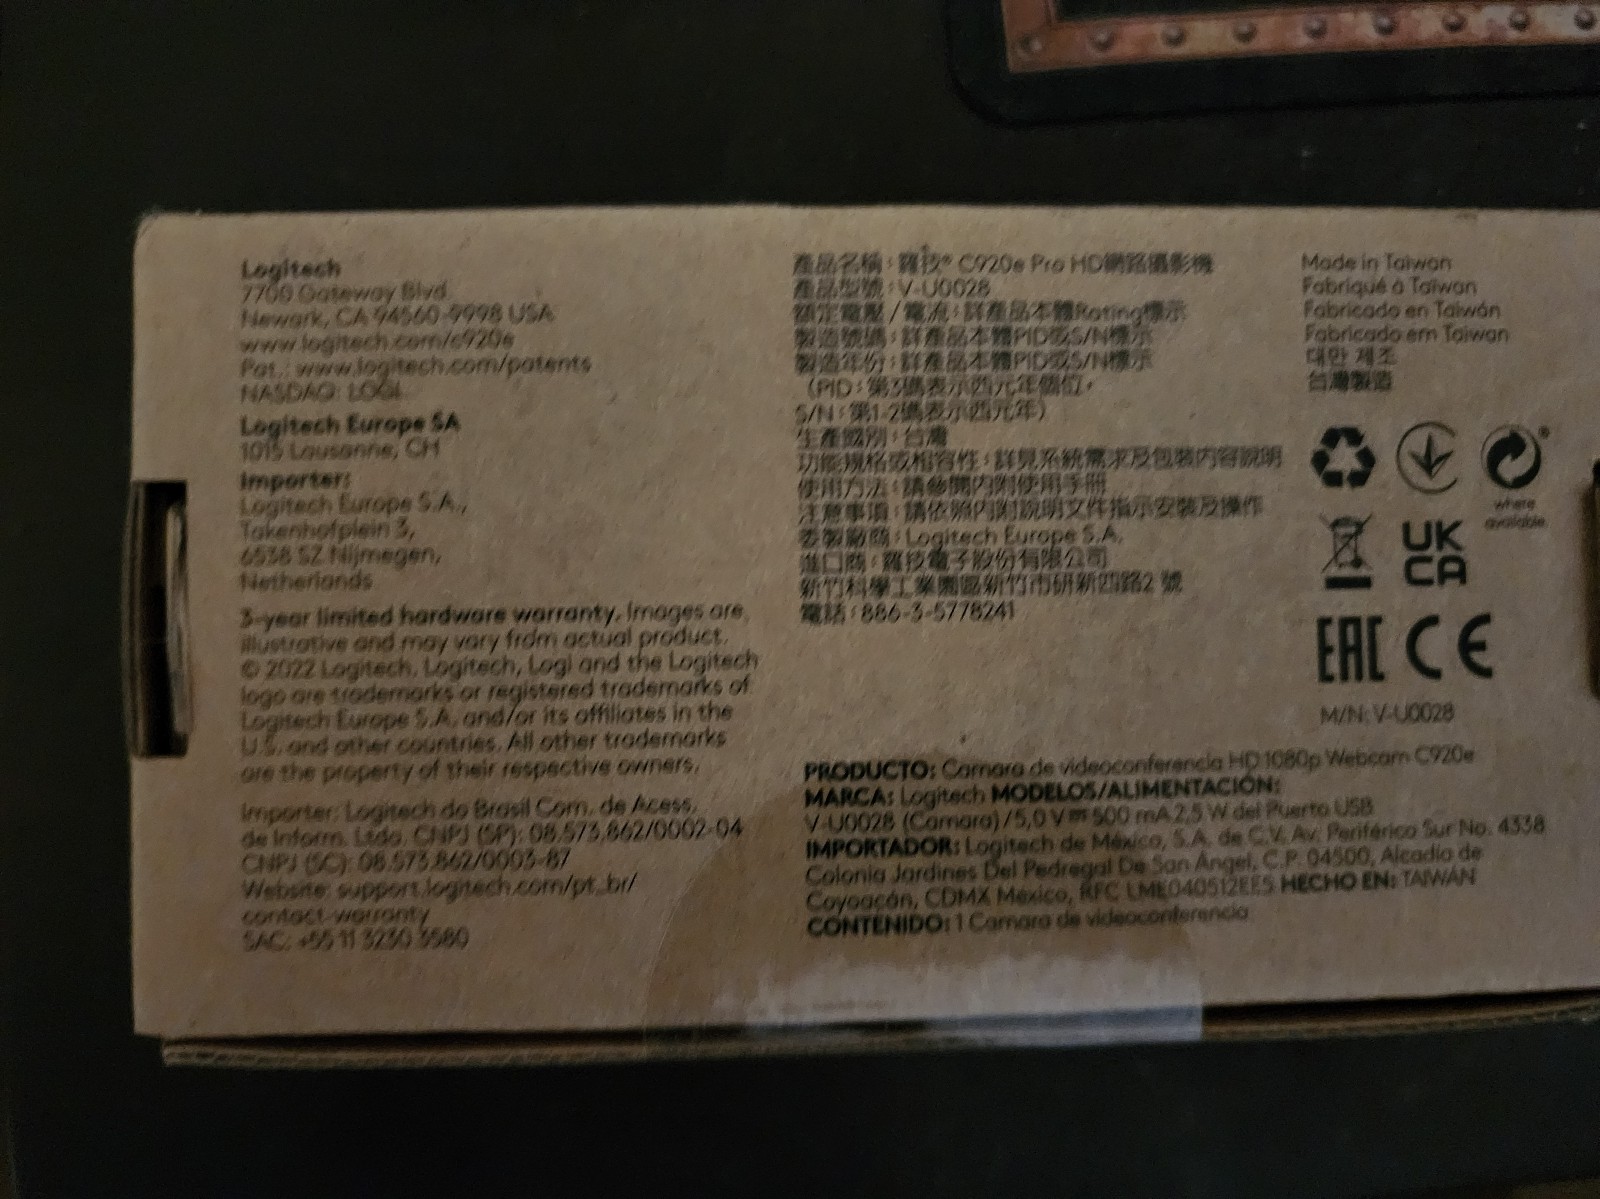 Logitech
7700 Gateway Blvd.
Newark, CA 94560-9998 USA
www.logitech.com/c920e
Pat.: www.logitech.com/patents
NASDAQ: LOGI
Logitech Europe SA
1015 Lausanne, CH
Importer:
Logitech Europe S.A.,
Takenhofplein 3,
6538 SZ Nijmegen,
Netherlands
3-year limited hardware warranty. Images are
illustrative and may vary from actual product.
© 2022 Logitech. Logitech, Logi and the Logitech
logo are trademarks or registered trademarks of
Logitech Europe S.A. and/or its affiliates in the
U.S. and other countries. All other trademarks
are the property of their respective owners.
Importer: Logitech do Brasil Com. de Acess.
de Inform. Ltda. CNPJ (SP): 08.573.862/0002-04
CNPJ (SC): 08.573.862/0003-87
Website: support.logitech.com/pt_br/
contact-warranty
SAC: +55 11 3230 3580
產品名稱：羅技® C920e Pro HD網路攝影機
產品型號：V-U0028
額定電壓 / 電流：詳產品本體Rating標示
製造號碼：詳產品本體PID或S/N標示
製造年份：詳產品本體PID或S/N標示
（PID：第3碼表示西元年個位，
S/N：第1-2碼表示西元年）
生產國別：台灣
功能規格或相容性：詳見系統需求及包裝內容說明
使用方法：請參閱內附使用手冊
注意事項：請依照內附說明文件指示安裝及操作
委製廠商：Logitech Europe S.A.
進口商：羅技電子股份有限公司
新竹科學工業園區新竹市研新四路2 號
電話：886-3-5778241
Made in Taiwan
Fabriqué à Taiwan
Fabricado en Taiwán
Fabricado em Taiwan
대만 제조
台灣製造
where
available
UK
CA
EAC CE
M/N: V-U0028
PRODUCTO: Camara de videoconferencia HD 1080p Webcam C920e
MARCA: Logitech MODELOS/ALIMENTACIÓN:
V-U0028 (Camara) / 5,0 V⎓500 mA 2,5 W del Puerto USB
IMPORTADOR: Logitech de México, S.A. de C.V. Av. Periférico Sur No. 4338
Colonia Jardines Del Pedregal De San Ángel, C.P. 04500, Alcadia de
Coyoacán, CDMX México, RFC LME040512EE5 HECHO EN: TAIWÁN
CONTENIDO: 1 Camara de videoconferencia